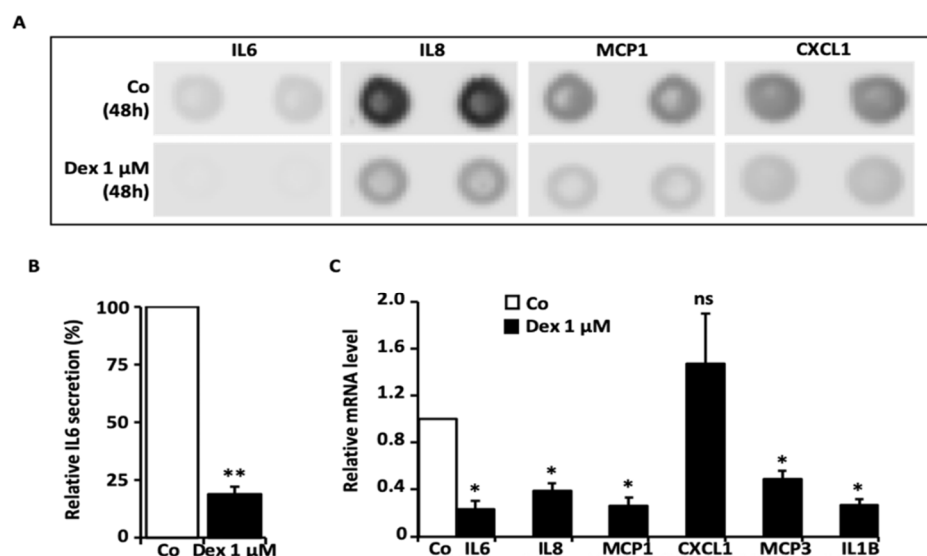 A
IL6 IL8 MCP1 CXCL1
Co
(48h)
Dex 1 µM
(48h)
B
Relative IL6 secretion (%)
100
75
50
25
0
**
Co Dex 1 µM
C
Relative mRNA level
2.0
1.6
1.2
0.8
0.4
0
Co
Dex 1 µM
* * * ns * *
Co IL6 IL8 MCP1 CXCL1 MCP3 IL1B